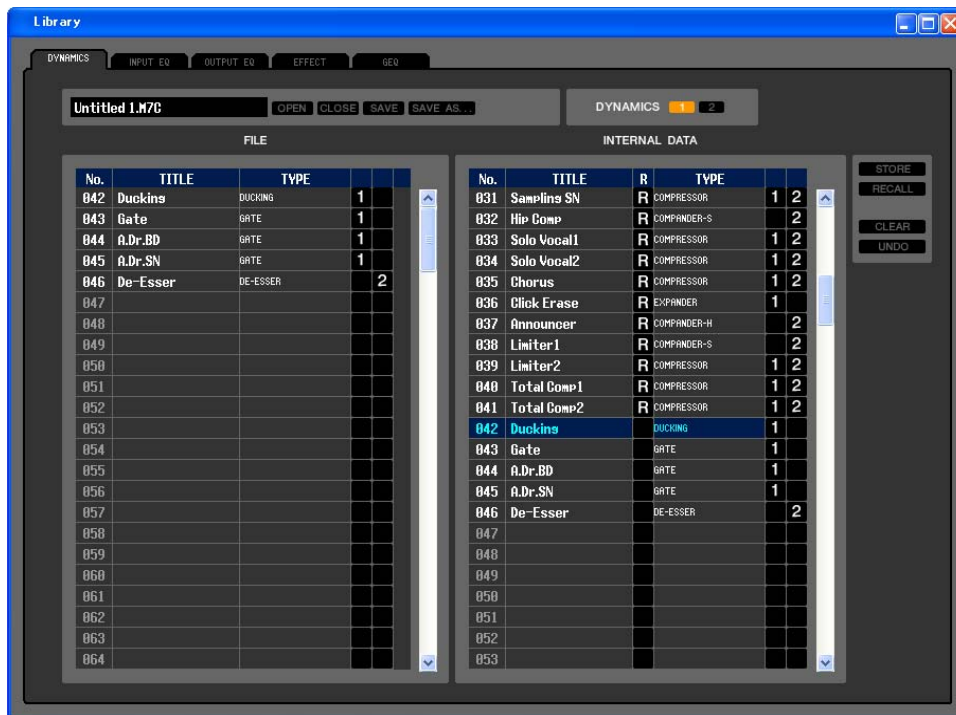 Library
DYNAMICS INPUT EQ OUTPUT EQ EFFECT GEQ
Untitled 1.M7C OPEN CLOSE SAVE SAVE AS... DYNAMICS 1 2
FILE
No. TITLE TYPE
042 Ducking DUCKING 1
043 Gate GATE 1
044 A.Dr.BD GATE 1
045 A.Dr.SN GATE 1
046 De-Esser DE-ESSER 2
047
048
049
050
051
052
053
054
055
056
057
058
059
060
061
062
063
064
INTERNAL DATA
No. TITLE R TYPE
031 Sampling SN R COMPRESSOR 1 2
032 Hip Comp R COMPANDER-S 2
033 Solo Vocal1 R COMPRESSOR 1 2
034 Solo Vocal2 R COMPRESSOR 1 2
035 Chorus R COMPRESSOR 1 2
036 Click Erase R EXPANDER 1
037 Announcer R COMPANDER-H 2
038 Limiter1 R COMPANDER-S 2
039 Limiter2 R COMPRESSOR 1 2
040 Total Comp1 R COMPRESSOR 1 2
041 Total Comp2 R COMPRESSOR 1 2
042 Ducking DUCKING 1
043 Gate GATE 1
044 A.Dr.BD GATE 1
045 A.Dr.SN GATE 1
046 De-Esser DE-ESSER 2
047
048
049
050
051
052
053
STORE
RECALL
CLEAR
UNDO